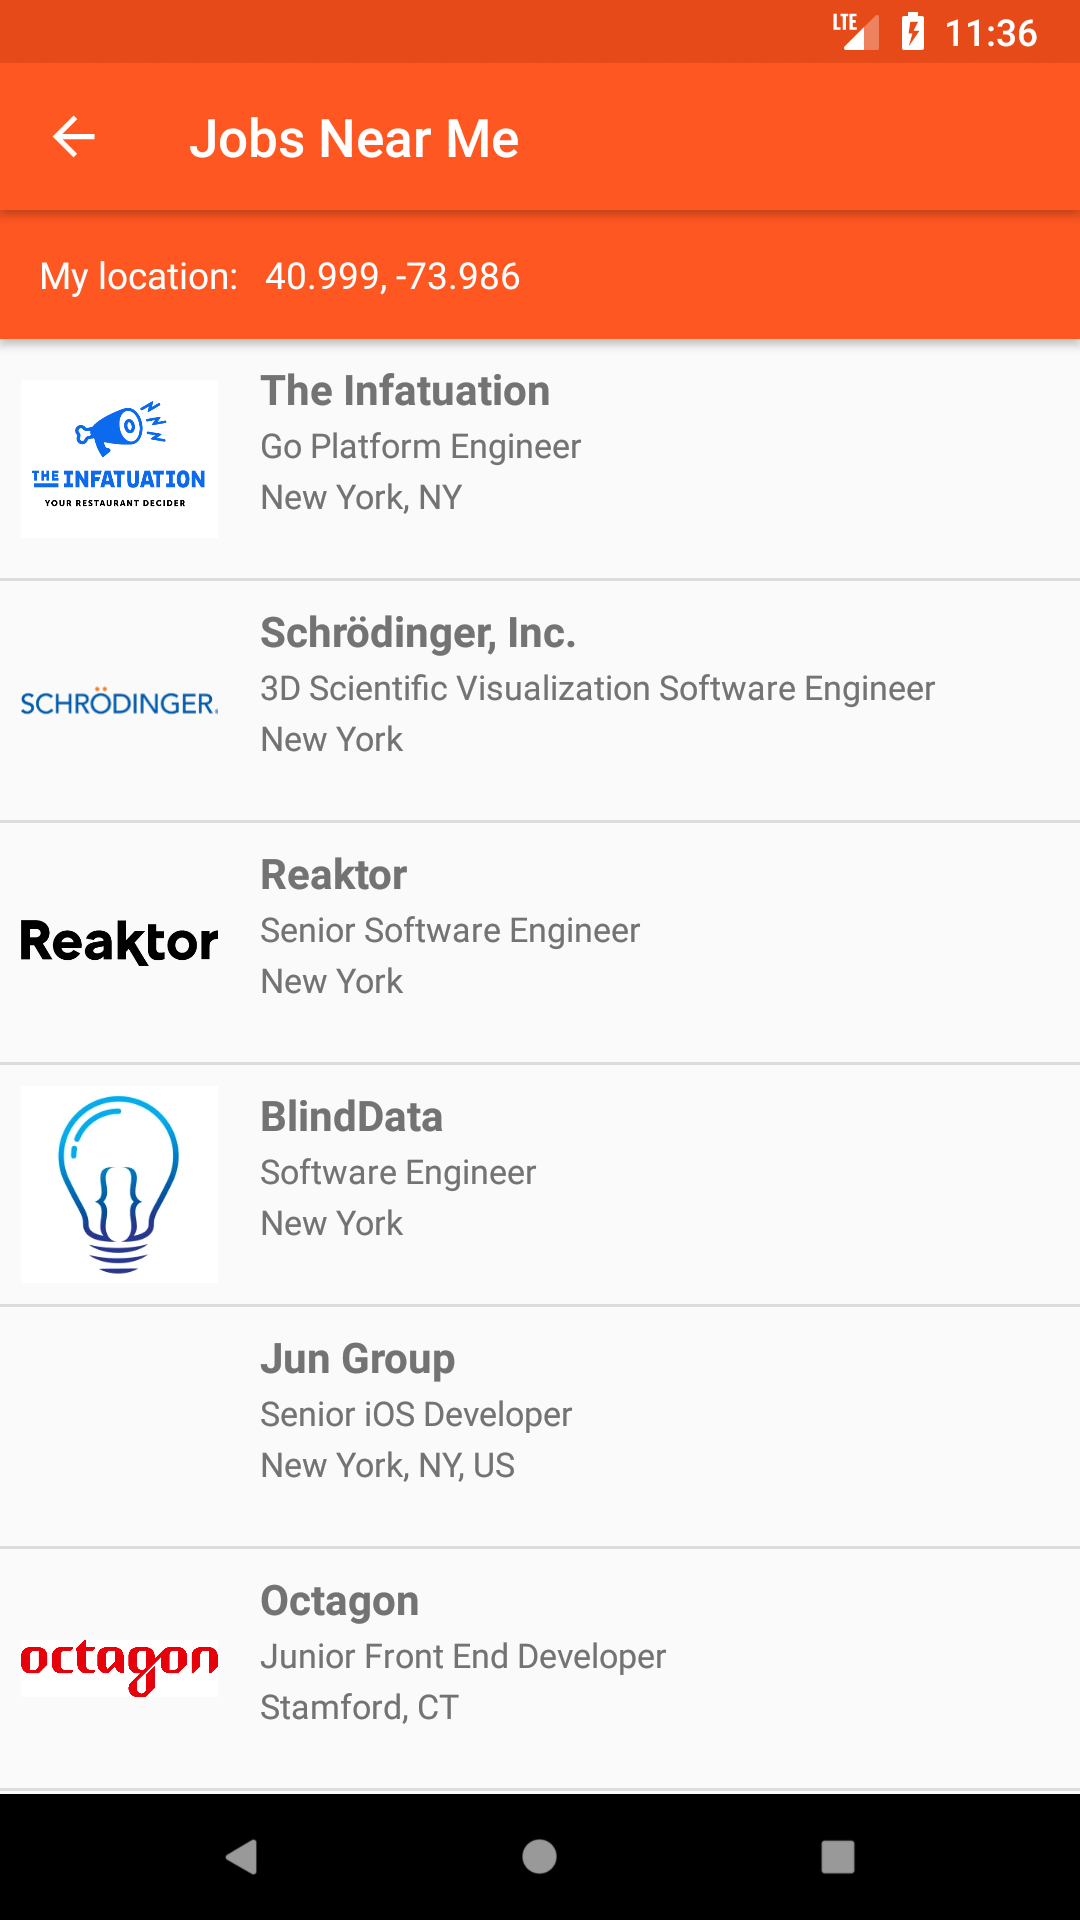 LTE 11:36
Jobs Near Me
My location: 40.999, -73.986
The Infatuation
Go Platform Engineer
New York, NY
THE INFATUATION
YOUR RESTAURANT DECIDER
Schrödinger, Inc.
3D Scientific Visualization Software Engineer
New York
SCHRÖDINGER.
Reaktor
Senior Software Engineer
New York
Reaktor
BlindData
Software Engineer
New York
Jun Group
Senior iOS Developer
New York, NY, US
Octagon
Junior Front End Developer
Stamford, CT
octagon